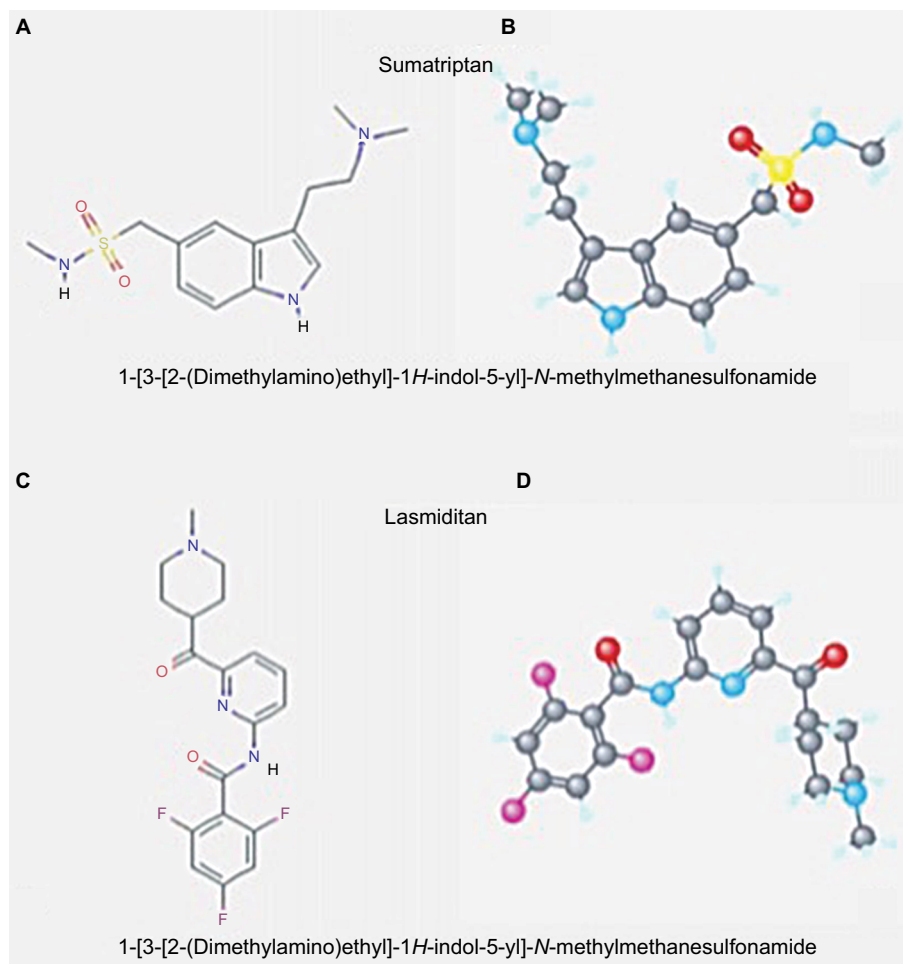 A
B
Sumatriptan
N
O
S
N
O
H
N
H
1-[3-[2-(Dimethylamino)ethyl]-1H-indol-5-yl]-N-methylmethanesulfonamide
C
D
Lasmiditan
N
O
N
O
N
H
F
F
F
1-[3-[2-(Dimethylamino)ethyl]-1H-indol-5-yl]-N-methylmethanesulfonamide